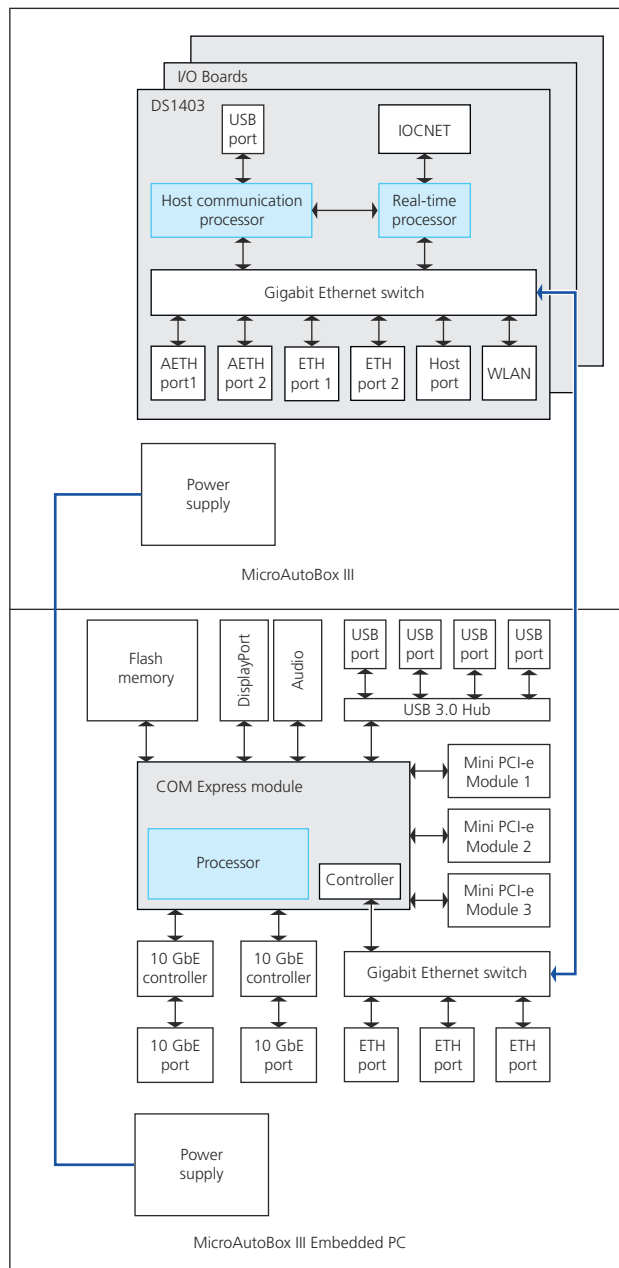 I/O Boards
DS1403
USB
port
IOCNET
Host communication
processor
Real-time
processor
Gigabit Ethernet switch
AETH
port1
AETH
port 2
ETH
port 1
ETH
port 2
Host
port
WLAN
Power
supply
MicroAutoBox III
Flash
memory
DisplayPort
Audio
USB
port
USB
port
USB
port
USB
port
USB 3.0 Hub
COM Express module
Processor
Controller
Mini PCI-e
Module 1
Mini PCI-e
Module 2
Mini PCI-e
Module 3
10 GbE
controller
10 GbE
controller
Gigabit Ethernet switch
10 GbE
port
10 GbE
port
ETH
port
ETH
port
ETH
port
Power
supply
MicroAutoBox III Embedded PC